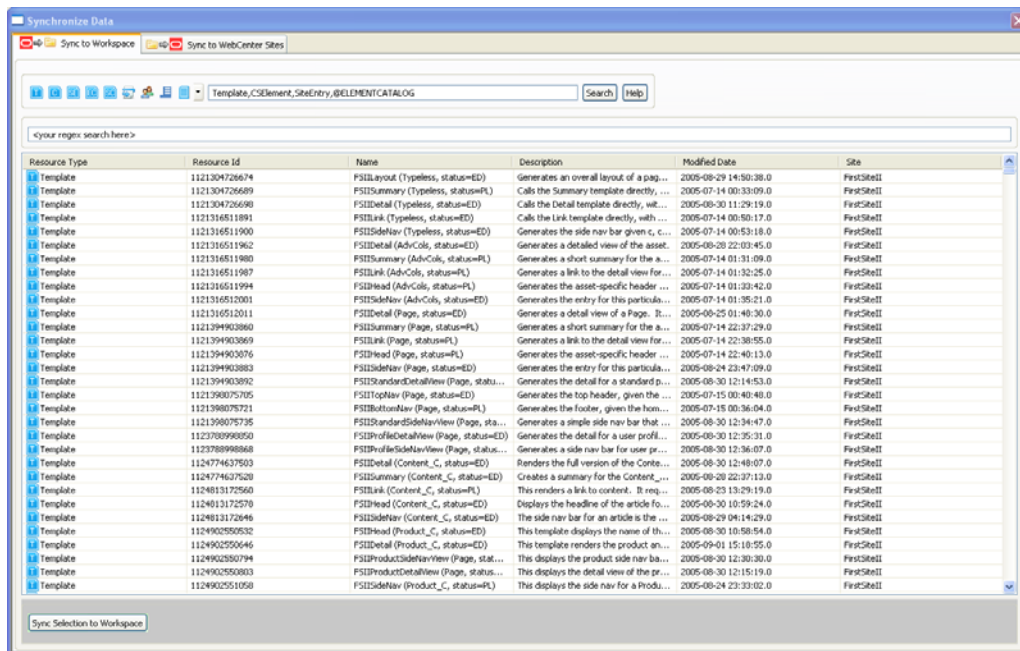 Synchronize Data
Sync to Workspace Sync to WebCenter Sites
Template,CSElement,SiteEntry,@ELEMENTCATALOG Search Help
<your regex search here>
Resource Type Resource Id Name Description Modified Date Site
Template 1121304726674 FSIILayout (Typeless, status=ED) Generates an overall layout of a pag... 2005-08-29 14:50:38.0 FirstSiteII
Template 1121304726689 FSIISummary (Typeless, status=PL) Calls the Summary template directly, ... 2005-07-14 00:33:09.0 FirstSiteII
Template 1121304726698 FSIIDetail (Typeless, status=ED) Calls the Detail template directly, wit... 2005-08-30 11:29:19.0 FirstSiteII
Template 1121316511891 FSIILink (Typeless, status=PL) Calls the Link template directly, with ... 2005-07-14 00:50:17.0 FirstSiteII
Template 1121316511900 FSIISideNav (Typeless, status=ED) Generates the side nav bar given c, c... 2005-07-14 00:53:18.0 FirstSiteII
Template 1121316511962 FSIIDetail (AdvCols, status=ED) Generates a detailed view of the asset. 2005-08-28 22:03:45.0 FirstSiteII
Template 1121316511980 FSIISummary (AdvCols, status=PL) Generates a short summary for the a... 2005-07-14 01:31:09.0 FirstSiteII
Template 1121316511987 FSIILink (AdvCols, status=PL) Generates a link to the detail view for... 2005-07-14 01:32:25.0 FirstSiteII
Template 1121316511994 FSIIHead (AdvCols, status=PL) Generates the asset-specific header ... 2005-07-14 01:33:42.0 FirstSiteII
Template 1121316512001 FSIISideNav (AdvCols, status=ED) Generates the entry for this particula... 2005-07-14 01:35:21.0 FirstSiteII
Template 1121316512011 FSIIDetail (Page, status=ED) Generates a detail view of a Page. It... 2005-08-25 01:48:30.0 FirstSiteII
Template 1121394903860 FSIISummary (Page, status=PL) Generates a short summary for the a... 2005-07-14 22:37:29.0 FirstSiteII
Template 1121394903869 FSIILink (Page, status=PL) Generates a link to the detail view for... 2005-07-14 22:38:55.0 FirstSiteII
Template 1121394903876 FSIIHead (Page, status=PL) Generates the asset-specific header ... 2005-07-14 22:40:13.0 FirstSiteII
Template 1121394903883 FSIISideNav (Page, status=ED) Generates the entry for this particula... 2005-08-24 23:47:09.0 FirstSiteII
Template 1121394903892 FSIIStandardDetailView (Page, statu... Generates the detail for a standard p... 2005-08-30 12:14:53.0 FirstSiteII
Template 1121398075705 FSIITopNav (Page, status=ED) Generates the top header, given the ... 2005-07-15 00:40:48.0 FirstSiteII
Template 1121398075721 FSIIBottomNav (Page, status=PL) Generates the footer, given the hom... 2005-07-15 00:36:04.0 FirstSiteII
Template 1121398075735 FSIIStandardSideNavView (Page, sta... Generates a simple side nav bar that ... 2005-08-30 12:34:47.0 FirstSiteII
Template 1123788998850 FSIIProfileDetailView (Page, status=ED) Generates the detail for a user profil... 2005-08-30 12:35:31.0 FirstSiteII
Template 1123788998868 FSIIProfileSideNavView (Page, status... Generates a side nav bar for user pr... 2005-08-30 12:36:07.0 FirstSiteII
Template 1124774637503 FSIIDetail (Content_C, status=ED) Renders the full version of the Conte... 2005-08-30 12:48:07.0 FirstSiteII
Template 1124774637528 FSIISummary (Content_C, status=ED) Creates a summary for the Content_... 2005-08-28 22:37:13.0 FirstSiteII
Template 1124813172560 FSIILink (Content_C, status=PL) This renders a link to content. It req... 2005-08-23 13:29:19.0 FirstSiteII
Template 1124813172578 FSIIHead (Content_C, status=ED) Displays the headline of the article fo... 2005-08-30 10:59:24.0 FirstSiteII
Template 1124813172646 FSIISideNav (Content_C, status=ED) The side nav bar for an article is the ... 2005-08-29 04:14:29.0 FirstSiteII
Template 1124902550532 FSIIHead (Product_C, status=ED) This template displays the name of th... 2005-08-30 10:58:54.0 FirstSiteII
Template 1124902550646 FSIIDetail (Product_C, status=ED) This template renders the product an... 2005-09-01 15:10:55.0 FirstSiteII
Template 1124902550794 FSIIProductSideNavView (Page, stat... This displays the product side nav ba... 2005-08-30 12:30:30.0 FirstSiteII
Template 1124902550803 FSIIProductDetailView (Page, status... This displays the detail view of the pr... 2005-08-30 12:15:19.0 FirstSiteII
Template 1124902551058 FSIISideNav (Product_C, status=PL) This displays the side nav for a Produ... 2005-08-24 23:33:02.0 FirstSiteII
Sync Selection to Workspace